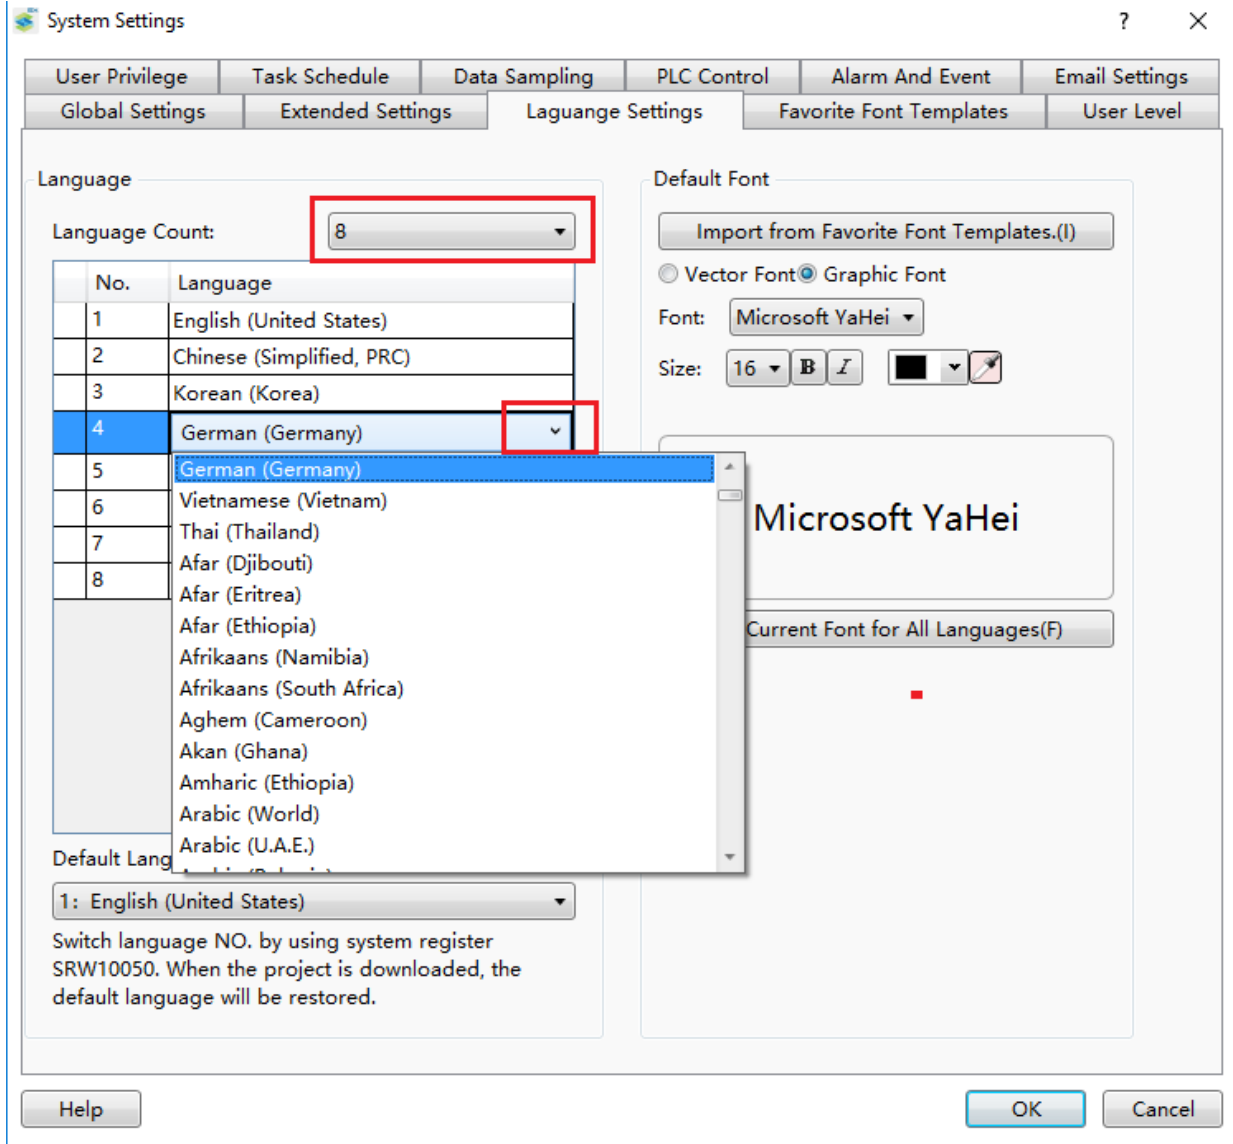 System Settings
?
User Privilege
Task Schedule
Data Sampling
PLC Control
Alarm And Event
Email Settings
Global Settings
Extended Settings
Laguange Settings
Favorite Font Templates
User Level
Language
Language Count:
8
No.
Language
1
English (United States)
2
Chinese (Simplified, PRC)
3
Korean (Korea)
4
German (Germany)
5
6
7
8
German (Germany)
Vietnamese (Vietnam)
Thai (Thailand)
Afar (Djibouti)
Afar (Eritrea)
Afar (Ethiopia)
Afrikaans (Namibia)
Afrikaans (South Africa)
Aghem (Cameroon)
Akan (Ghana)
Amharic (Ethiopia)
Arabic (World)
Arabic (U.A.E.)
Default Lang
1: English (United States)
Switch language NO. by using system register
SRW10050. When the project is downloaded, the
default language will be restored.
Default Font
Import from Favorite Font Templates.(I)
Vector Font
Graphic Font
Font:
Microsoft YaHei
Size:
16
B
I
Microsoft YaHei
Current Font for All Languages(F)
Help
OK
Cancel